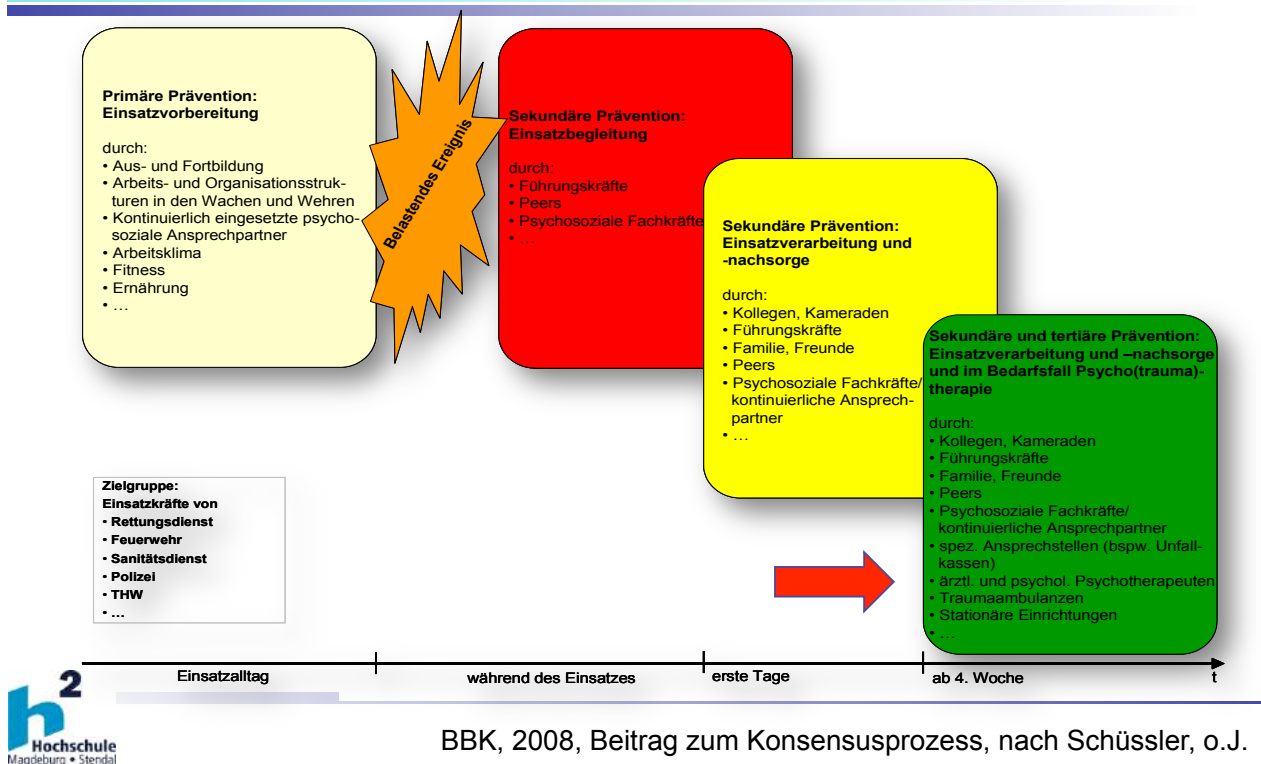 Primäre Prävention:
Einsatzvorbereitung
durch:
• Aus- und Fortbildung
• Arbeits- und Organisationsstruk-
turen in den Wachen und Wehren
• Kontinuierlich eingesetzte psycho-
soziale Ansprechpartner
• Arbeitsklima
• Fitness
• Ernährung
• …
Belastendes Ereignis
Sekundäre Prävention:
Einsatzbegleitung
durch:
• Führungskräfte
• Peers
• Psychosoziale Fachkräfte
• …
Sekundäre Prävention:
Einsatzverarbeitung und
-nachsorge
durch:
• Kollegen, Kameraden
• Führungskräfte
• Familie, Freunde
• Peers
• Psychosoziale Fachkräfte/
kontinuierliche Ansprech-
partner
• …
Sekundäre und tertiäre Prävention:
Einsatzverarbeitung und –nachsorge
und im Bedarfsfall Psycho(trauma)-
therapie
durch:
• Kollegen, Kameraden
• Führungskräfte
• Familie, Freunde
• Peers
• Psychosoziale Fachkräfte/
kontinuierliche Ansprechpartner
• spez. Ansprechstellen (bspw. Unfall-
kassen)
• ärztl. und psychol. Psychotherapeuten
• Traumaambulanzen
• Stationäre Einrichtungen
• …
Zielgruppe:
Einsatzkräfte von
• Rettungsdienst
• Feuerwehr
• Sanitätsdienst
• Polizei
• THW
• ...
Einsatzalltag
während des Einsatzes
erste Tage
ab 4. Woche
t
h2
Hochschule
Magdeburg • Stendal
BBK, 2008, Beitrag zum Konsensusprozess, nach Schüssler, o.J.